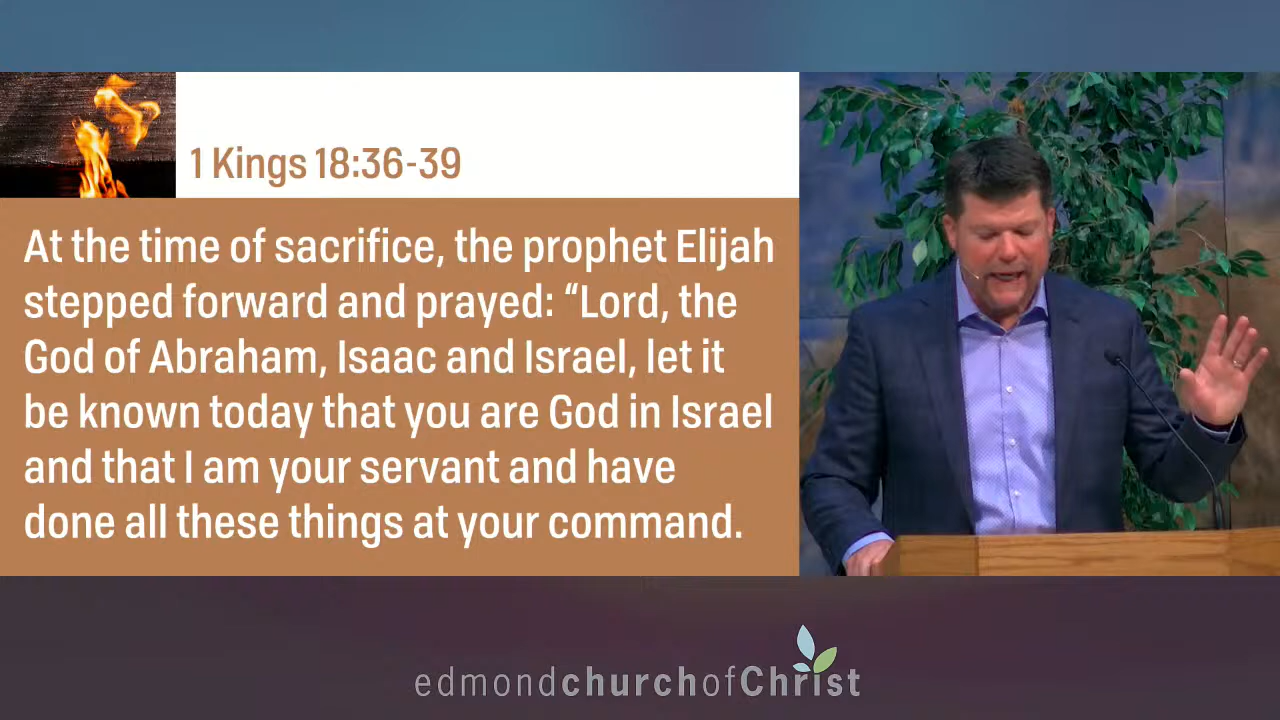 1 Kings 18:36-39
At the time of sacrifice, the prophet Elijah
stepped forward and prayed: “Lord, the
God of Abraham, Isaac and Israel, let it
be known today that you are God in Israel
and that I am your servant and have
done all these things at your command.
edmondchurchofChrist